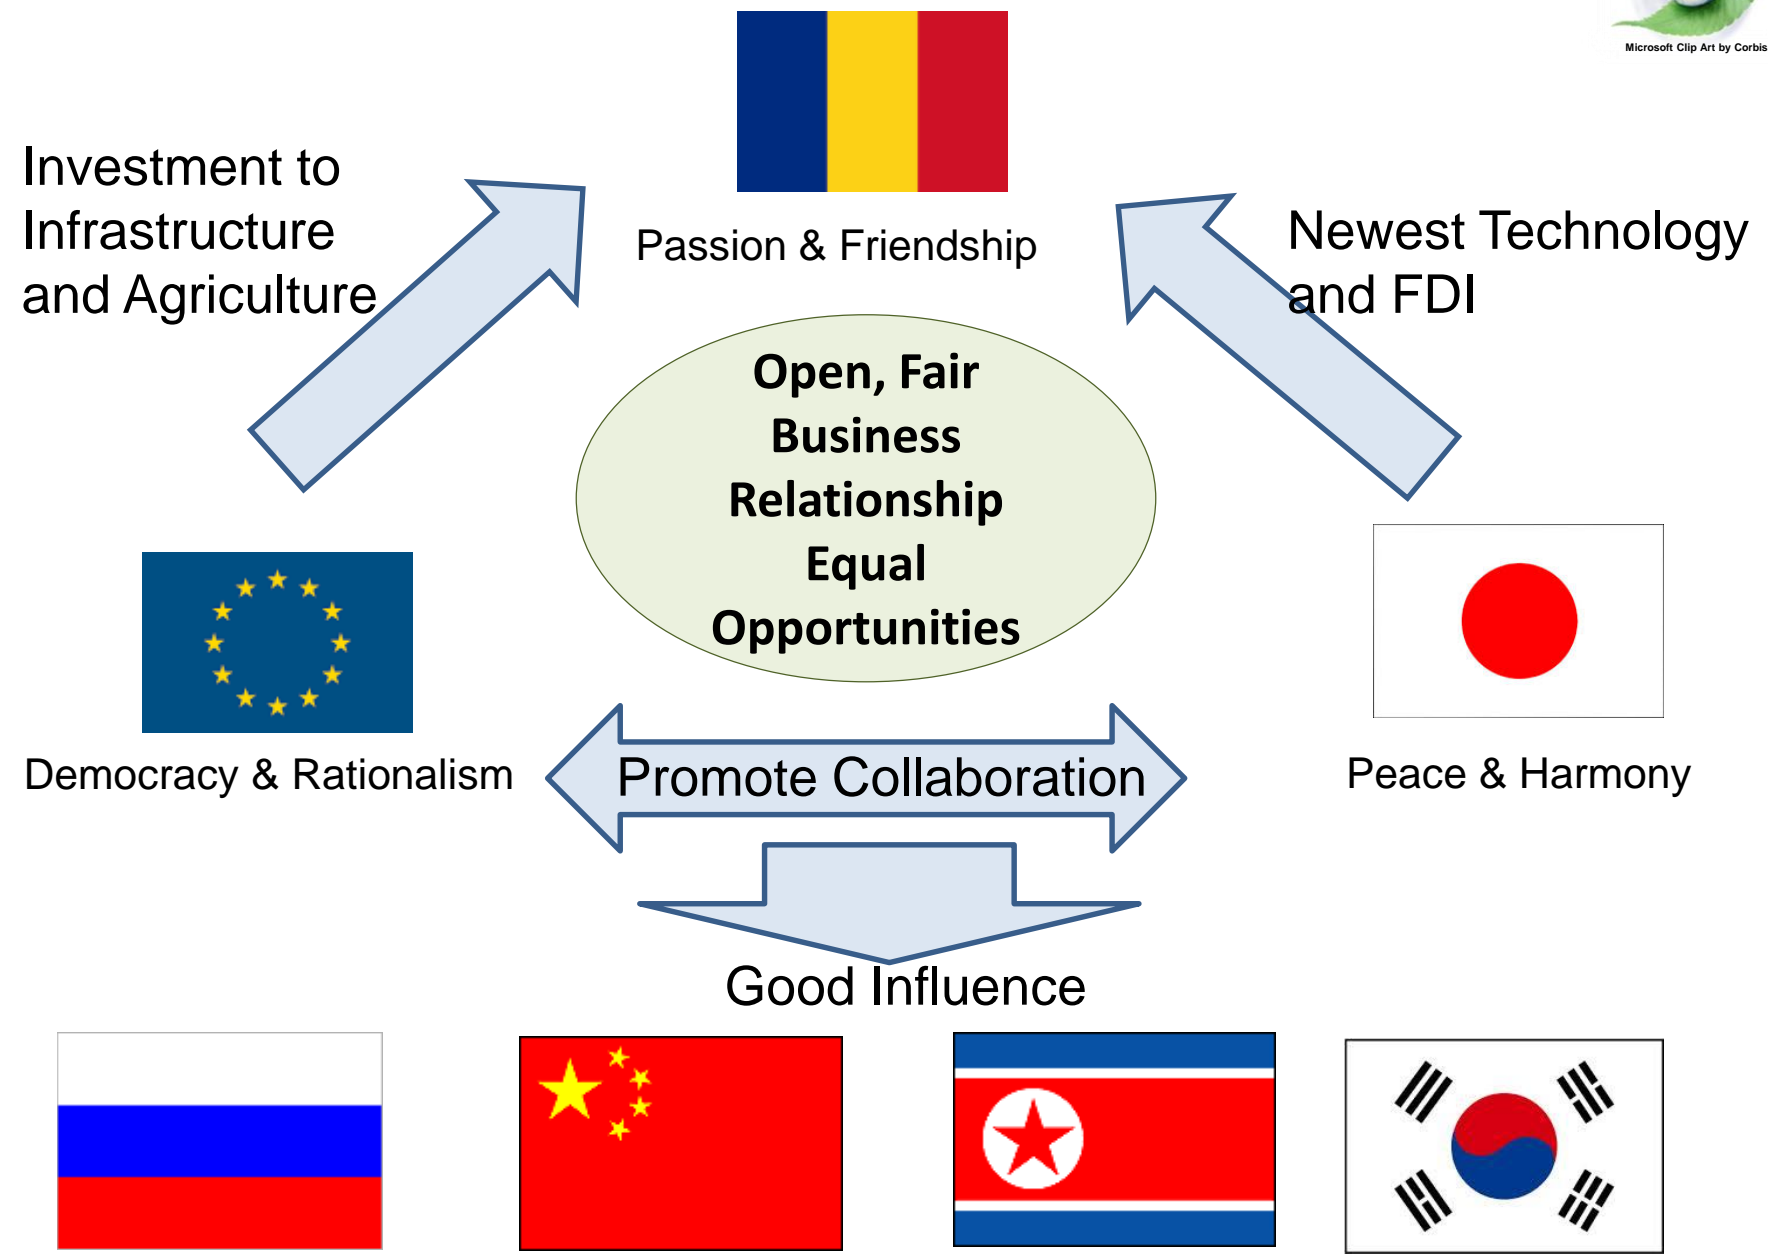 Microsoft Clip Art by Corbis
Investment to
Infrastructure
and Agriculture
Passion & Friendship
Newest Technology
and FDI
Open, Fair
Business
Relationship
Equal
Opportunities
Democracy & Rationalism
Promote Collaboration
Peace & Harmony
Good Influence